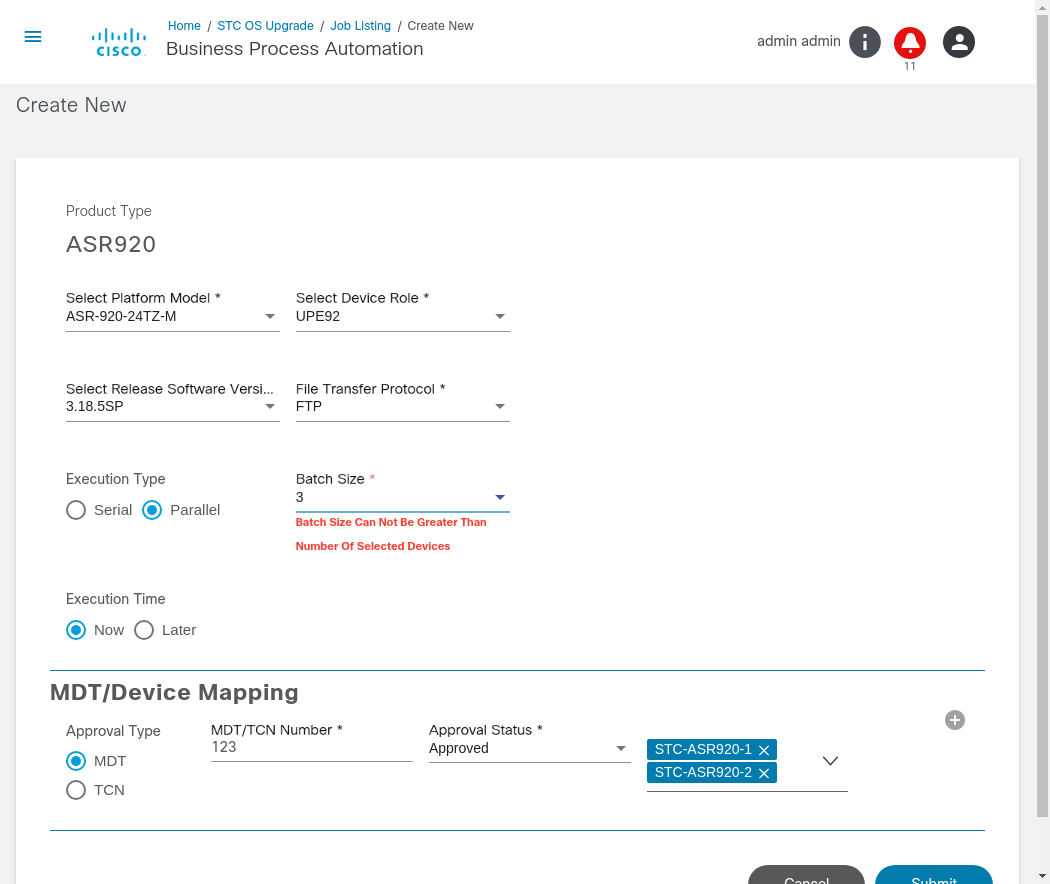 Home / STC OS Upgrade / Job Listing / Create New
CISCO
Business Process Automation
admin admin
11
Create New
Product Type
ASR920
Select Platform Model *
ASR-920-24TZ-M
Select Device Role *
UPE92
Select Release Software Versi...
3.18.5SP
File Transfer Protocol *
FTP
Execution Type
Serial
Parallel
Batch Size *
3
Batch Size Can Not Be Greater Than
Number Of Selected Devices
Execution Time
Now
Later
MDT/Device Mapping
Approval Type
MDT
TCN
MDT/TCN Number *
123
Approval Status *
Approved
STC-ASR920-1
STC-ASR920-2
Cancel
Submit